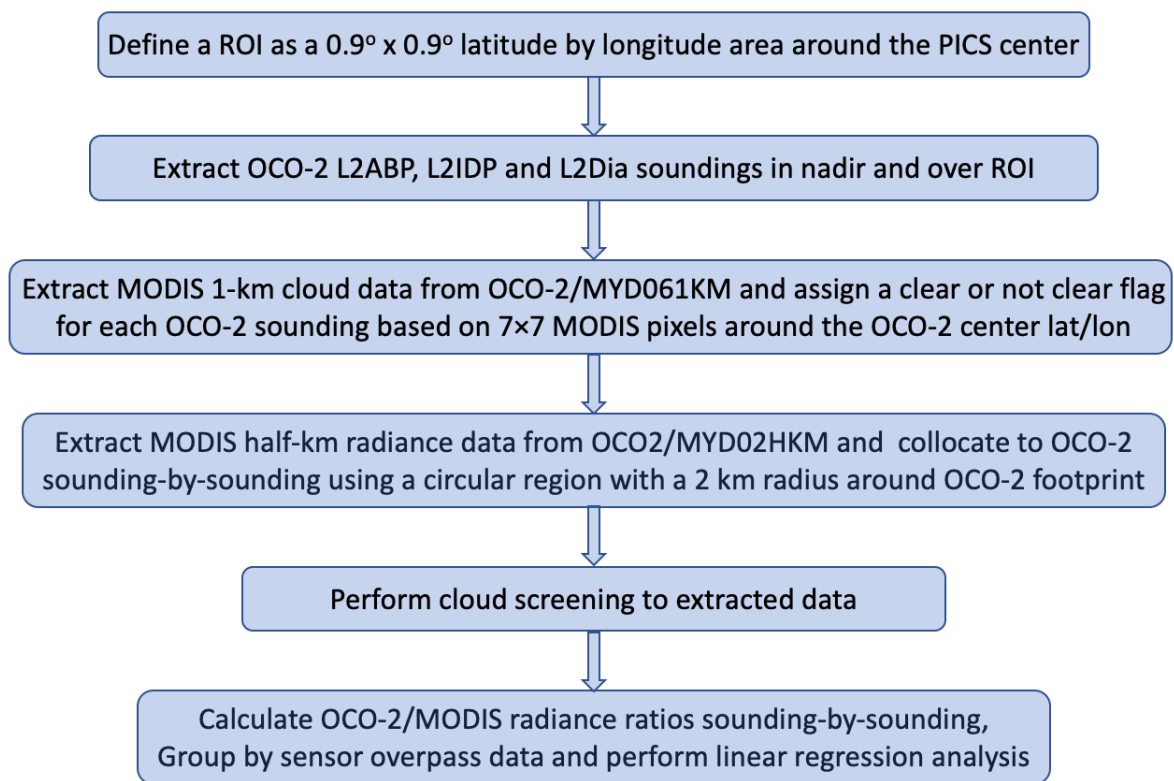 Define a ROI as a 0.9º x 0.9º latitude by longitude area around the PICS center
Extract OCO-2 L2ABP, L2IDP and L2Dia soundings in nadir and over ROI
Extract MODIS 1-km cloud data from OCO-2/MYD061KM and assign a clear or not clear flag
for each OCO-2 sounding based on 7×7 MODIS pixels around the OCO-2 center lat/lon
Extract MODIS half-km radiance data from OCO2/MYD02HKM and  collocate to OCO-2
sounding-by-sounding using a circular region with a 2 km radius around OCO-2 footprint
Perform cloud screening to extracted data
Calculate OCO-2/MODIS radiance ratios sounding-by-sounding,
Group by sensor overpass data and perform linear regression analysis